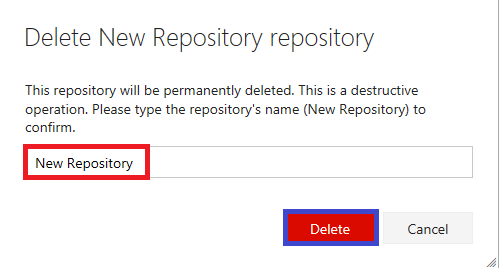 Delete New Repository repository
This repository will be permanently deleted. This is a destructive
operation. Please type the repository's name (New Repository) to
confirm.
New Repository
Delete Cancel